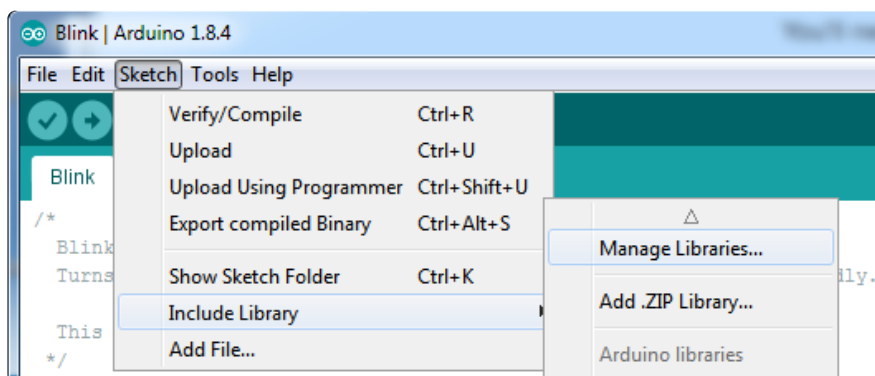 Blink | Arduino 1.8.4
File Edit Sketch Tools Help
Verify/Compile Ctrl+R
Upload Ctrl+U
Upload Using Programmer Ctrl+Shift+U
Export compiled Binary Ctrl+Alt+S
Show Sketch Folder Ctrl+K
Include Library
Add File...
Manage Libraries...
Add .ZIP Library...
Arduino libraries
Blink
/*
Blink
Turns
This
*/